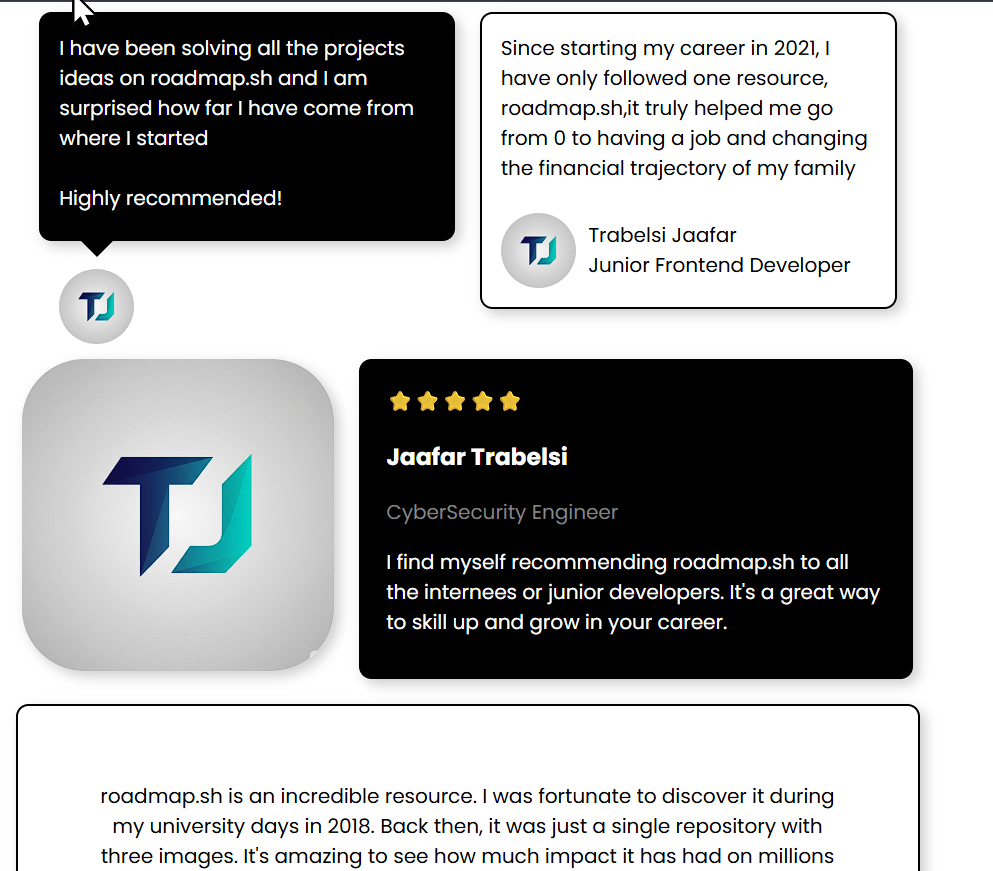 I have been solving all the projects
ideas on roadmap.sh and I am
surprised how far I have come from
where I started
Highly recommended!
TJ
Since starting my career in 2021, I
have only followed one resource,
roadmap.sh,it truly helped me go
from 0 to having a job and changing
the financial trajectory of my family
TJ
Trabelsi Jaafar
Junior Frontend Developer
TJ
Jaafar Trabelsi
CyberSecurity Engineer
I find myself recommending roadmap.sh to all
the internees or junior developers. It's a great way
to skill up and grow in your career.
roadmap.sh is an incredible resource. I was fortunate to discover it during
my university days in 2018. Back then, it was just a single repository with
three images. It's amazing to see how much impact it has had on millions